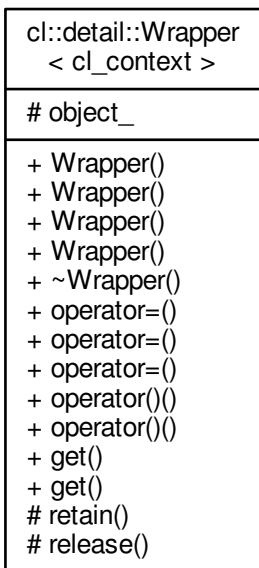 cl::detail::Wrapper
< cl_context >
# object_
+ Wrapper()
+ Wrapper()
+ Wrapper()
+ Wrapper()
+ ~Wrapper()
+ operator=()
+ operator=()
+ operator=()
+ operator()()
+ operator()()
+ get()
+ get()
# retain()
# release()